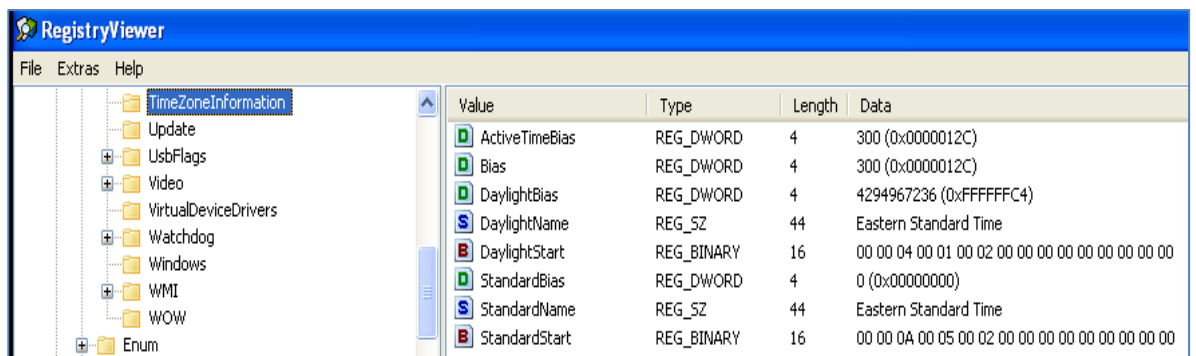 RegistryViewer
File Extras Help
TimeZoneInformation
Update
UsbFlags
Video
VirtualDeviceDrivers
Watchdog
Windows
WMI
WOW
Enum
Value Type Length Data
D ActiveTimeBias REG_DWORD 4 300 (0x0000012C)
D Bias REG_DWORD 4 300 (0x0000012C)
D DaylightBias REG_DWORD 4 4294967236 (0xFFFFFFC4)
S DaylightName REG_SZ 44 Eastern Standard Time
B DaylightStart REG_BINARY 16 00 00 04 00 01 00 02 00 00 00 00 00 00 00 00 00
D StandardBias REG_DWORD 4 0 (0x00000000)
S StandardName REG_SZ 44 Eastern Standard Time
B StandardStart REG_BINARY 16 00 00 0A 00 05 00 02 00 00 00 00 00 00 00 00 00